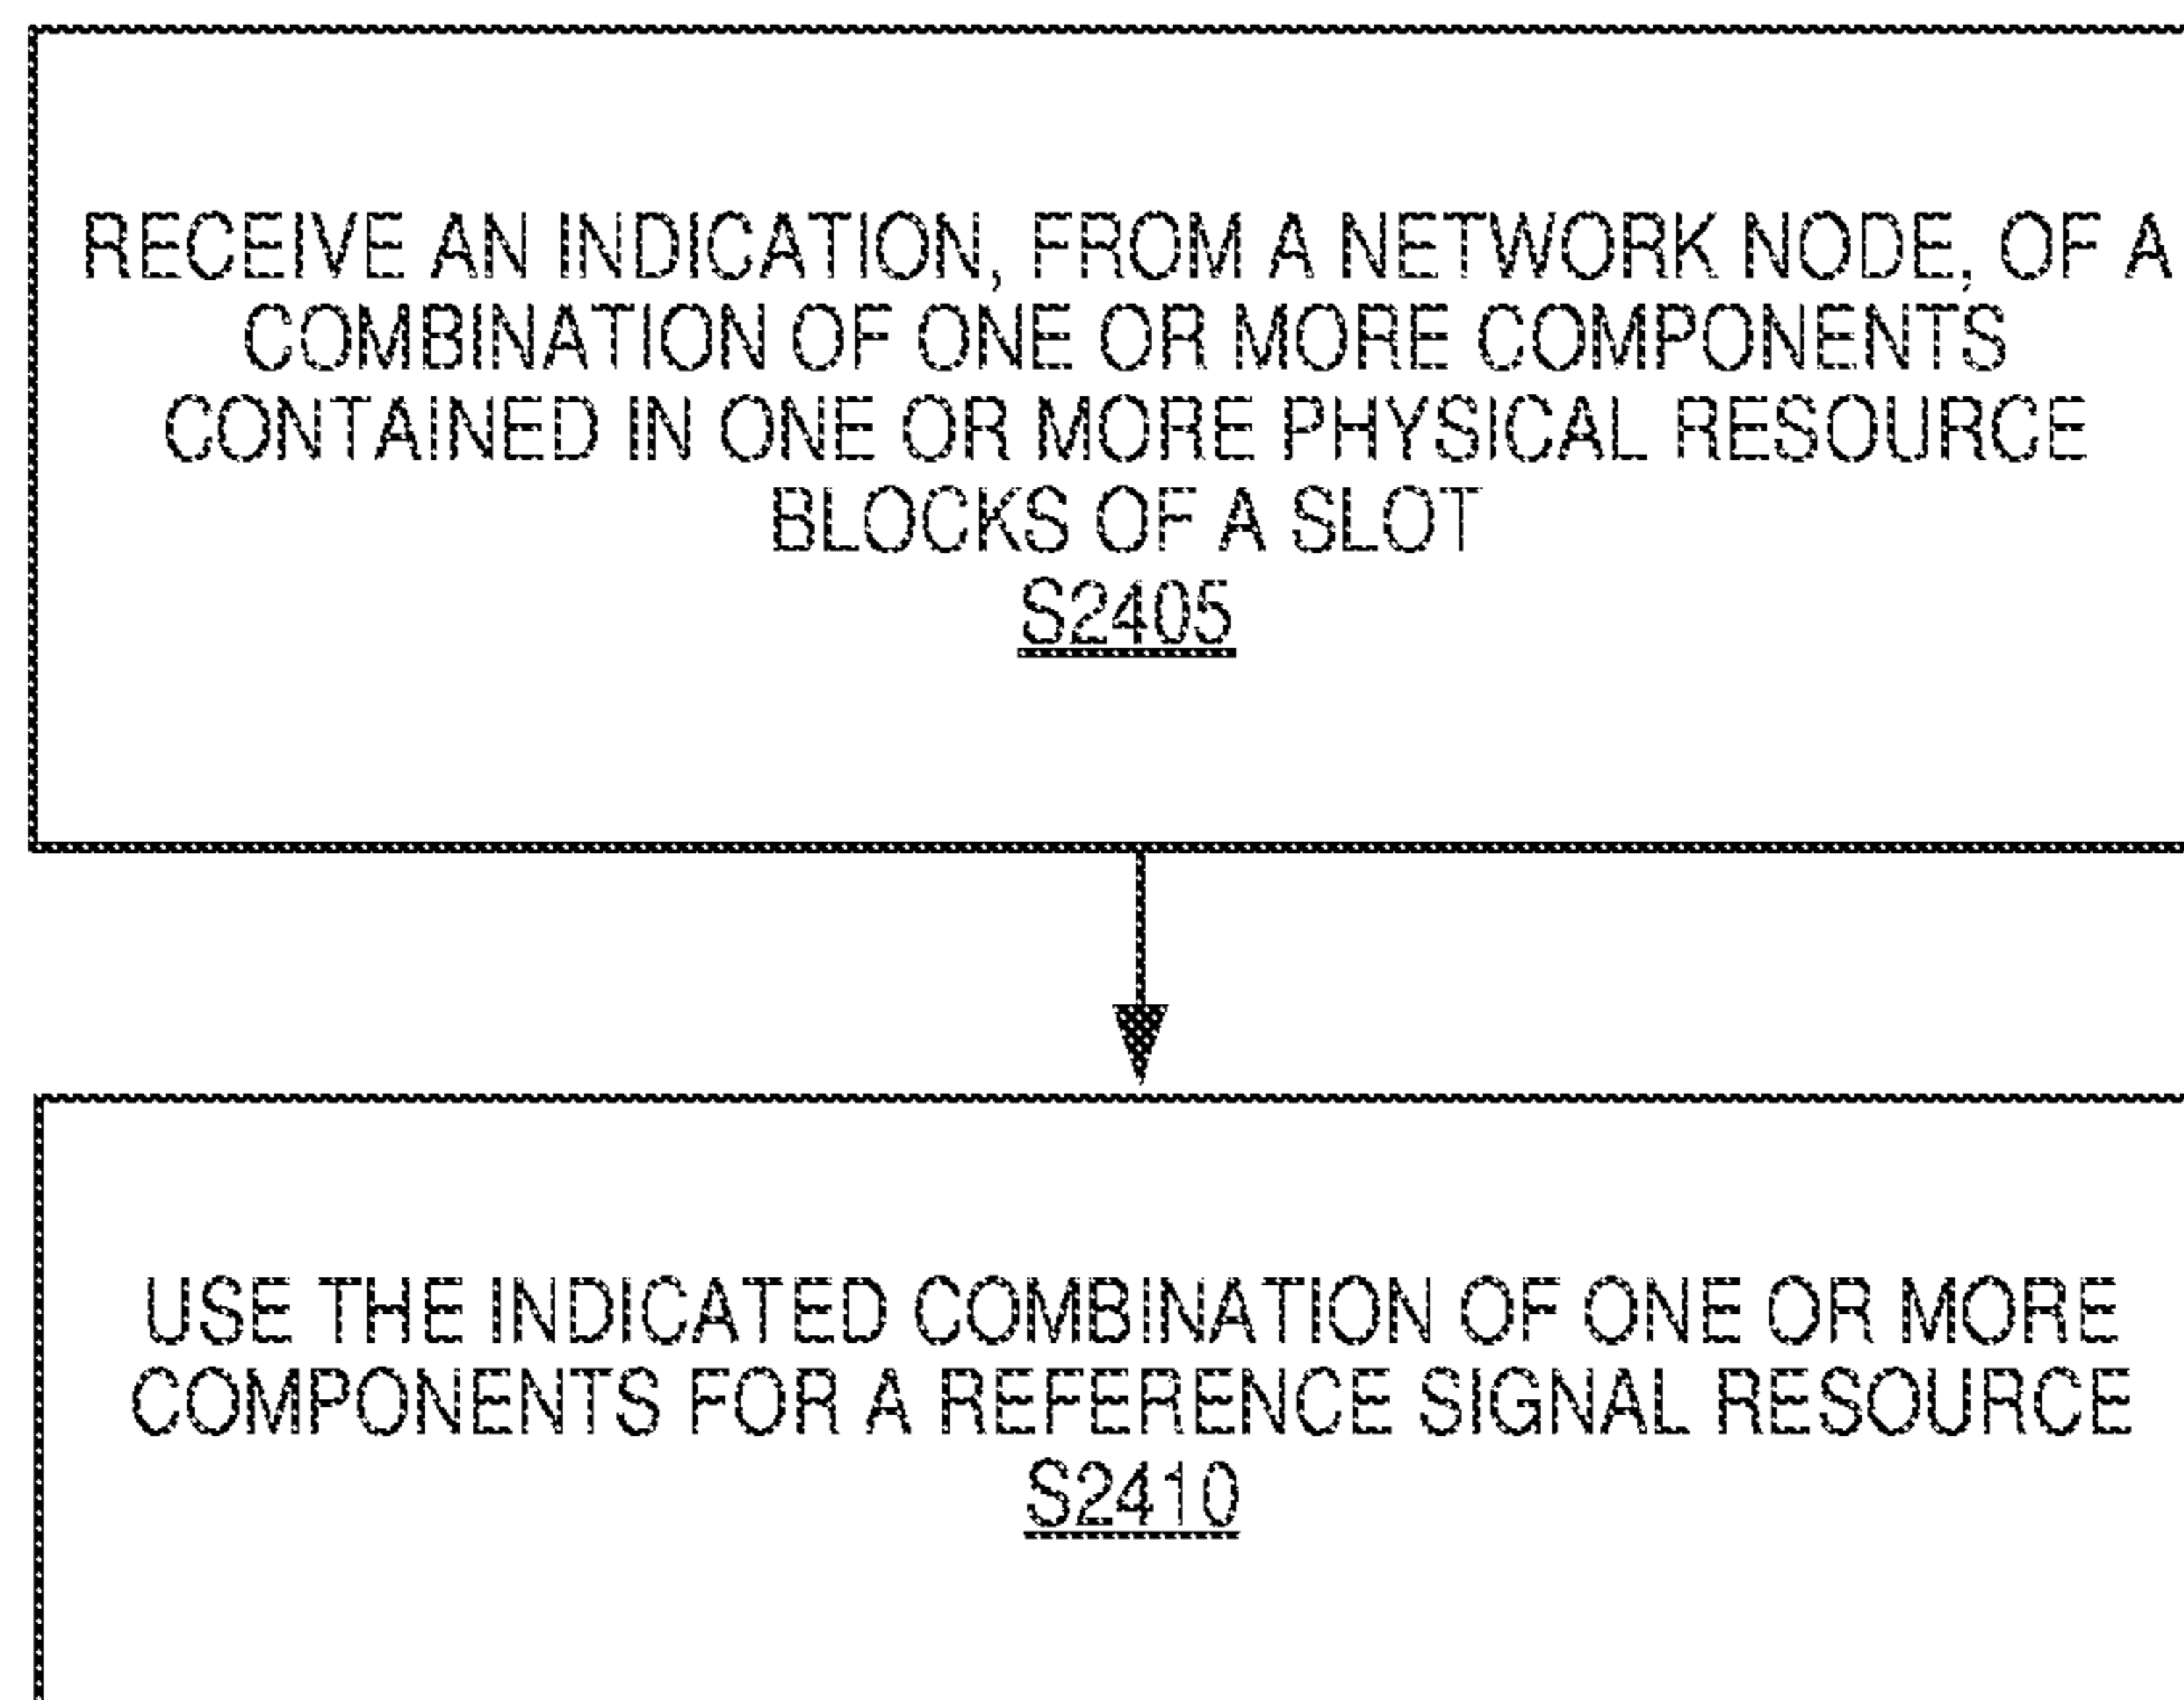 RECEIVE AN INDICATION, FROM A NETWORK NODE, OF A
COMBINATION OF ONE OR MORE COMPONENTS
CONTAINED IN ONE OR MORE PHYSICAL RESOURCE
BLOCKS OF A SLOT
S2405
USE THE INDICATED COMBINATION OF ONE OR MORE
COMPONENTS FOR A REFERENCE SIGNAL RESOURCE
S2410